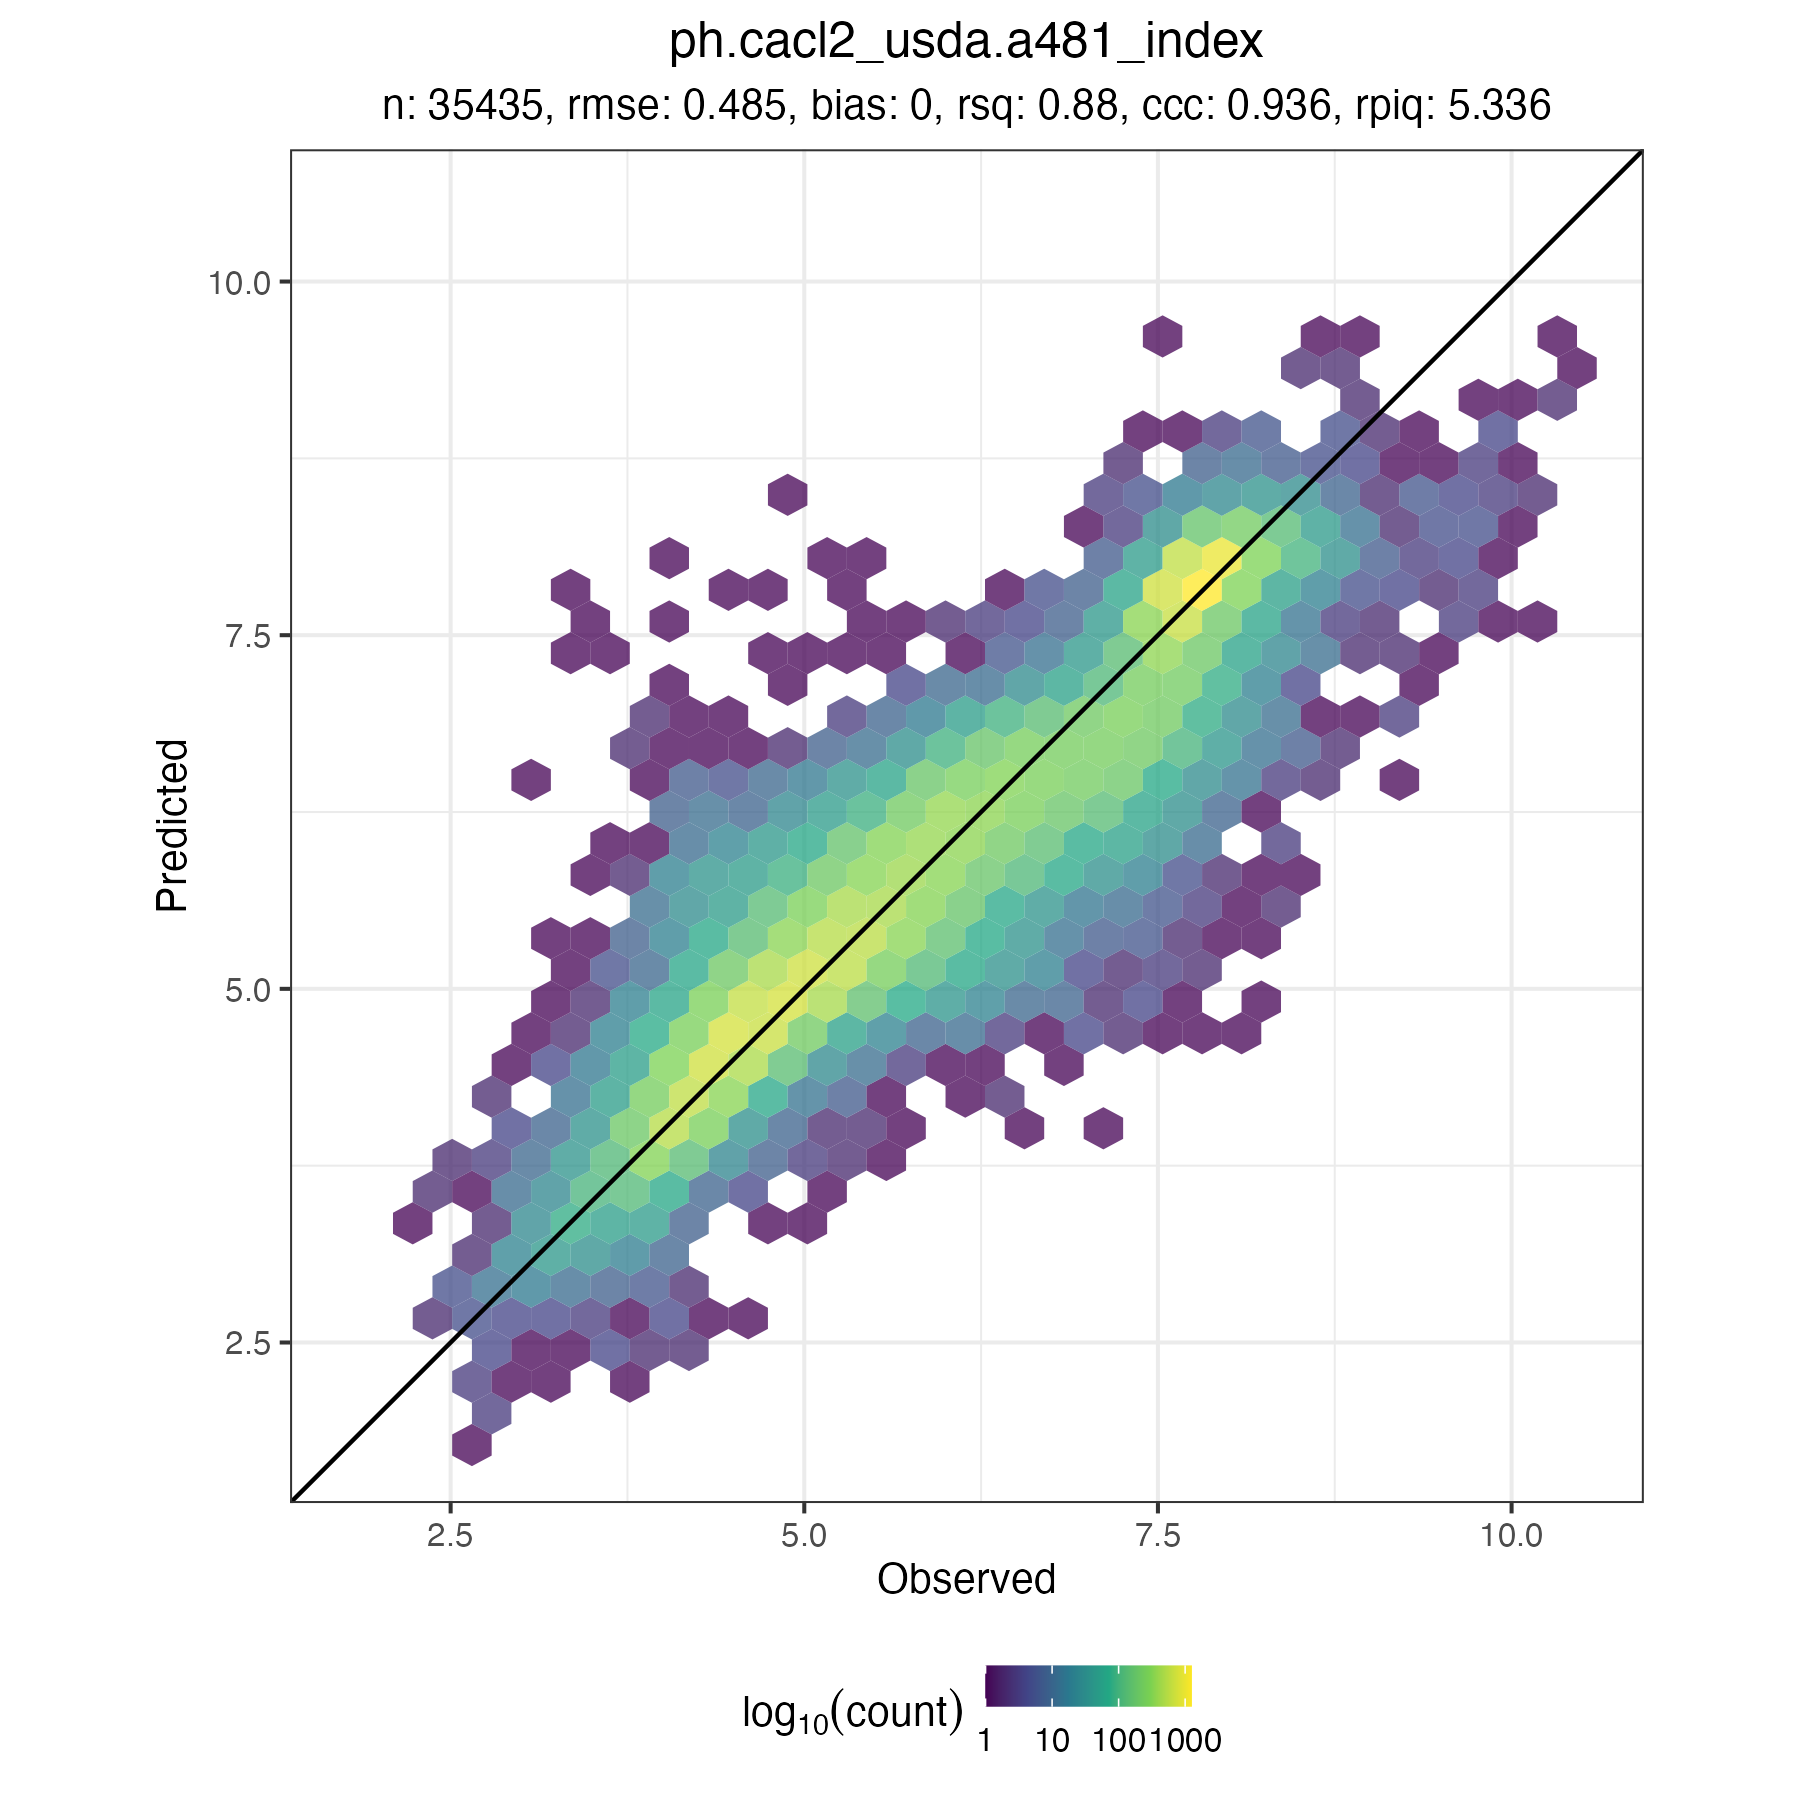 ph.cacl2_usda.a481_index
n: 35435, rmse: 0.485, bias: 0, rsq: 0.88, ccc: 0.936, rpiq: 5.336
Predicted
10.0
7.5
5.0
2.5
2.5 5.0 7.5 10.0
Observed
log₁₀(count)
1 10 100 1000